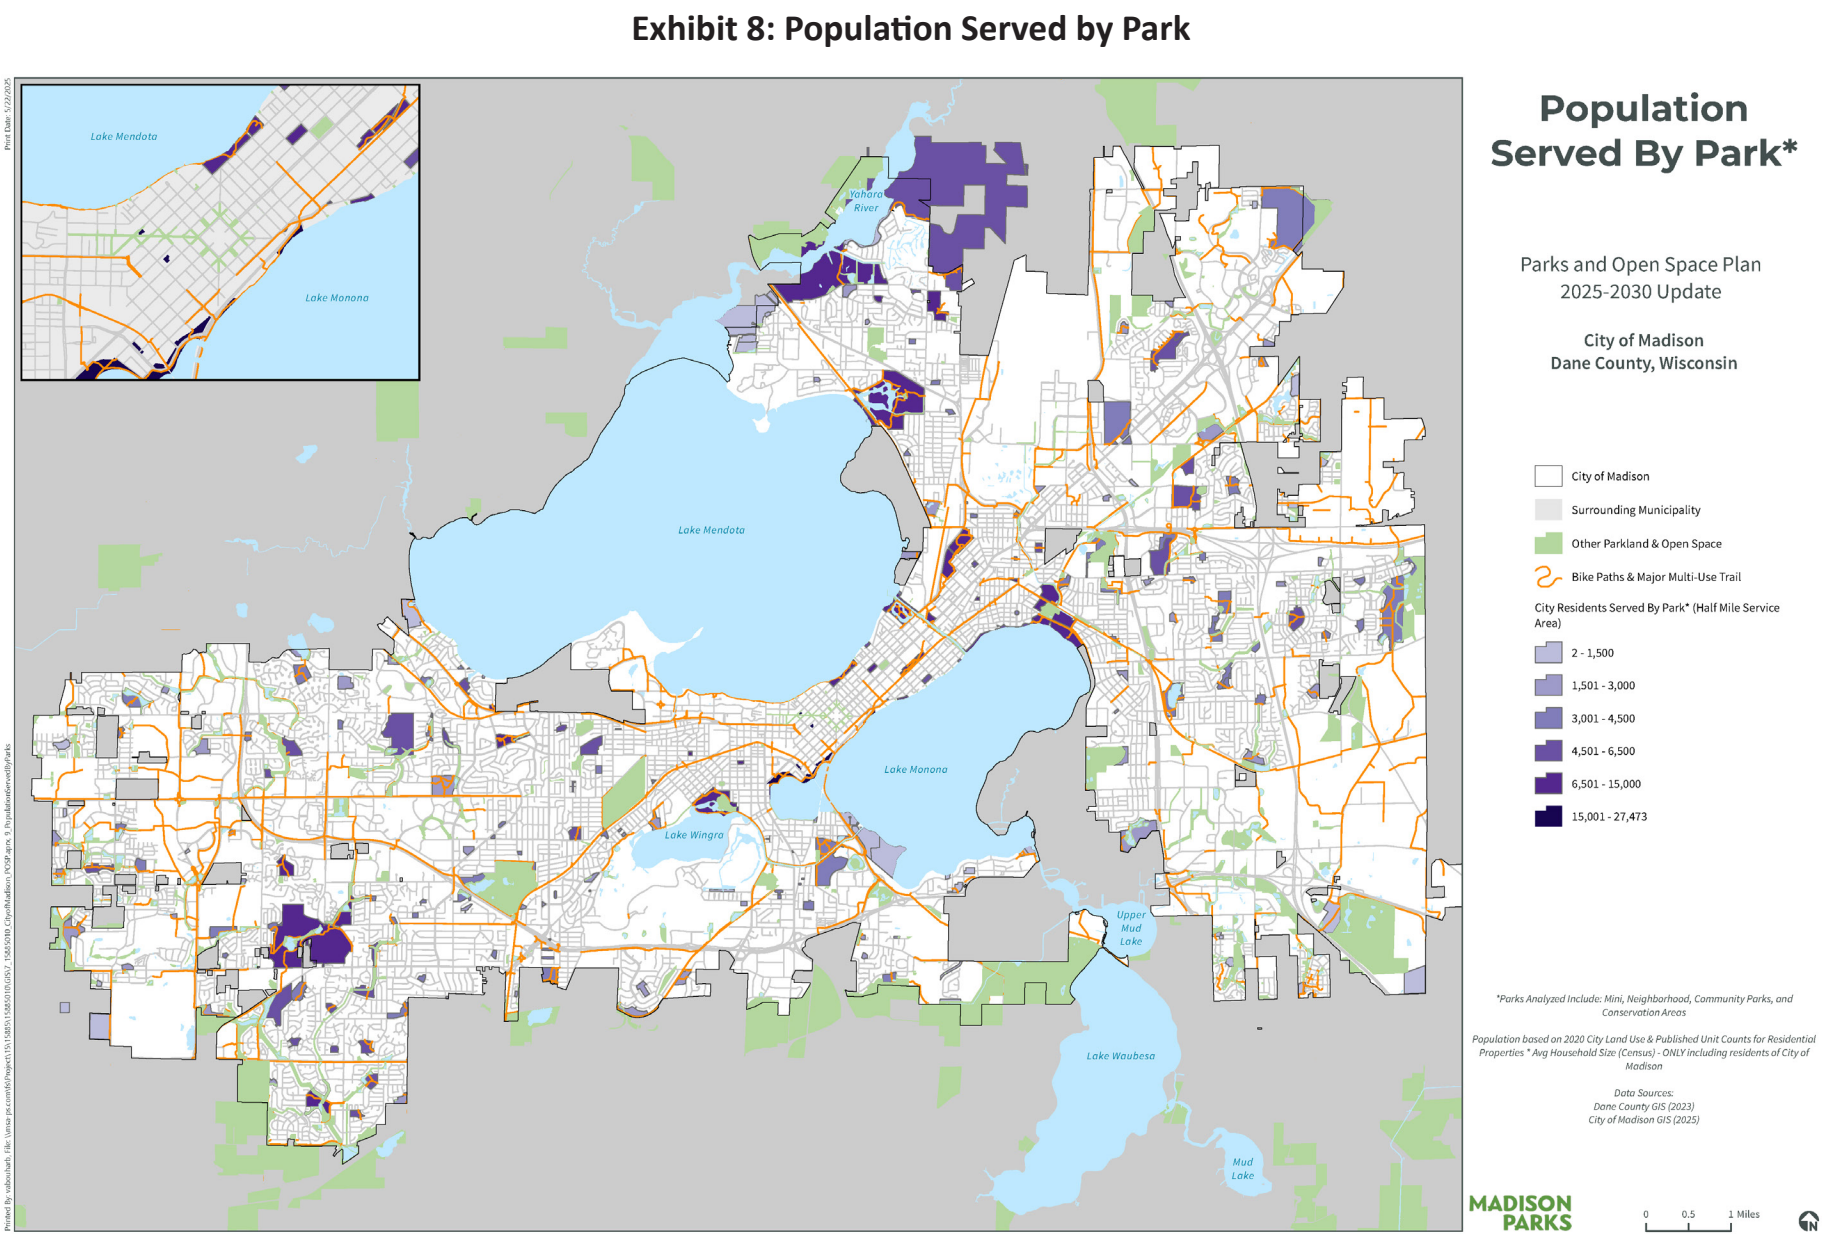 Exhibit 8: Population Served by Park
Print Date: 5/22/2025
Lake Mendota
Lake Monona
Yahara
River
Lake Mendota
Lake Monona
Lake Wingra
Upper
Mud
Lake
Lake Waubesa
Mud
Lake
Population
Served By Park*
Parks and Open Space Plan
2025-2030 Update
City of Madison
Dane County, Wisconsin
City of Madison
Surrounding Municipality
Other Parkland & Open Space
Bike Paths & Major Multi-Use Trail
City Residents Served By Park* (Half Mile Service
Area)
2 - 1,500
1,501 - 3,000
3,001 - 4,500
4,501 - 6,500
6,501 - 15,000
15,001 - 27,473
*Parks Analyzed Include: Mini, Neighborhood, Community Parks, and
Conservation Areas
Population based on 2020 City Land Use & Published Unit Counts for Residential
Properties * Avg Household Size (Census) - ONLY including residents of City of
Madison
Data Sources:
Dane County GIS (2023)
City of Madison GIS (2025)
MADISON
PARKS
0 0.5 1 Miles
N